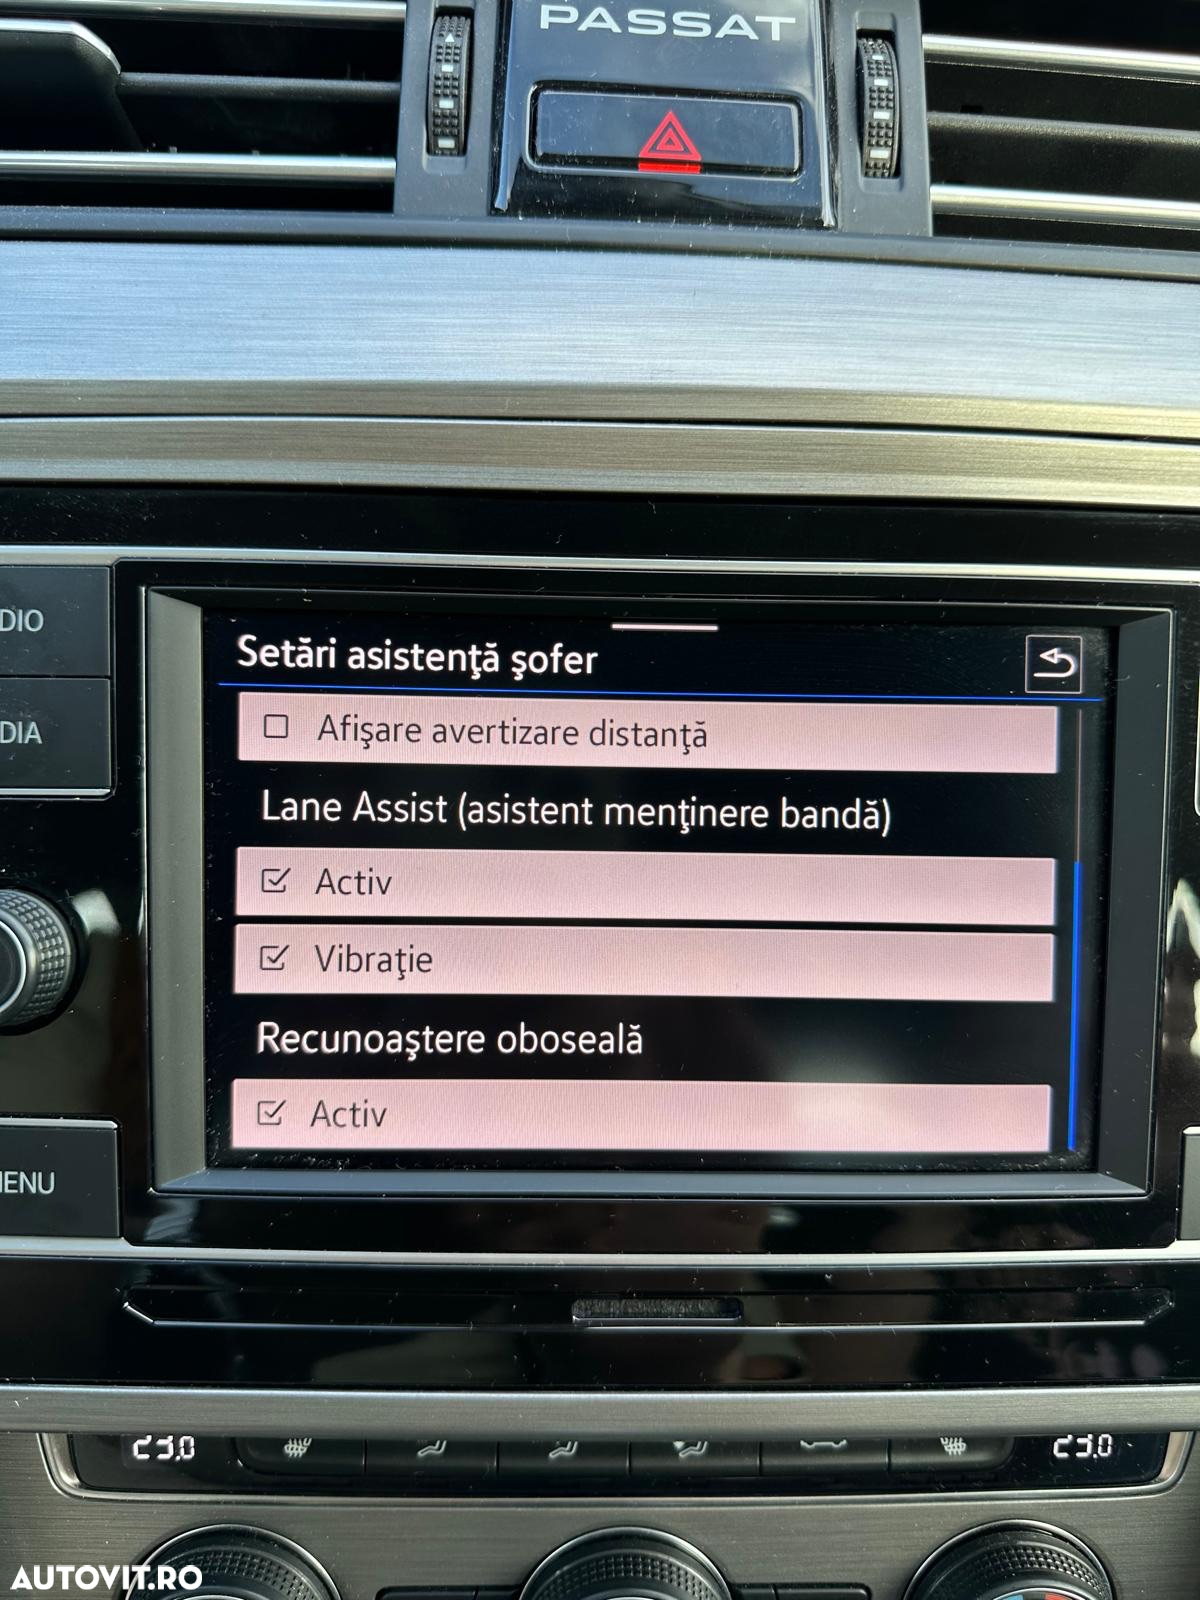 PASSAT
DIO
DIA
Setări asistenţă şofer
Afişare avertizare distanţă
Lane Assist (asistent menţinere bandă)
Activ
Vibraţie
Recunoaştere oboseală
Activ
MENU
23.0
23.0
AUTOVIT.RO